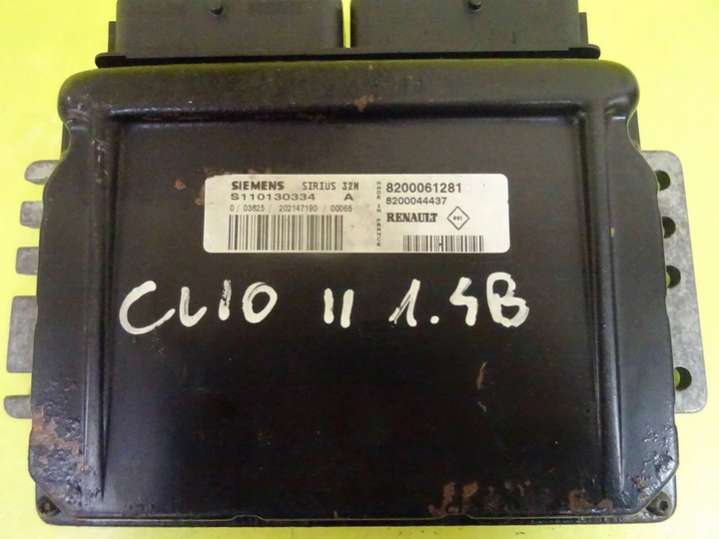 SIEMENS SIRIUS 32N
S110130334 A
0 / 03825 / 202147190 / 00065
8200061281
8200044437
RENAULT
CLIO II 1.4B